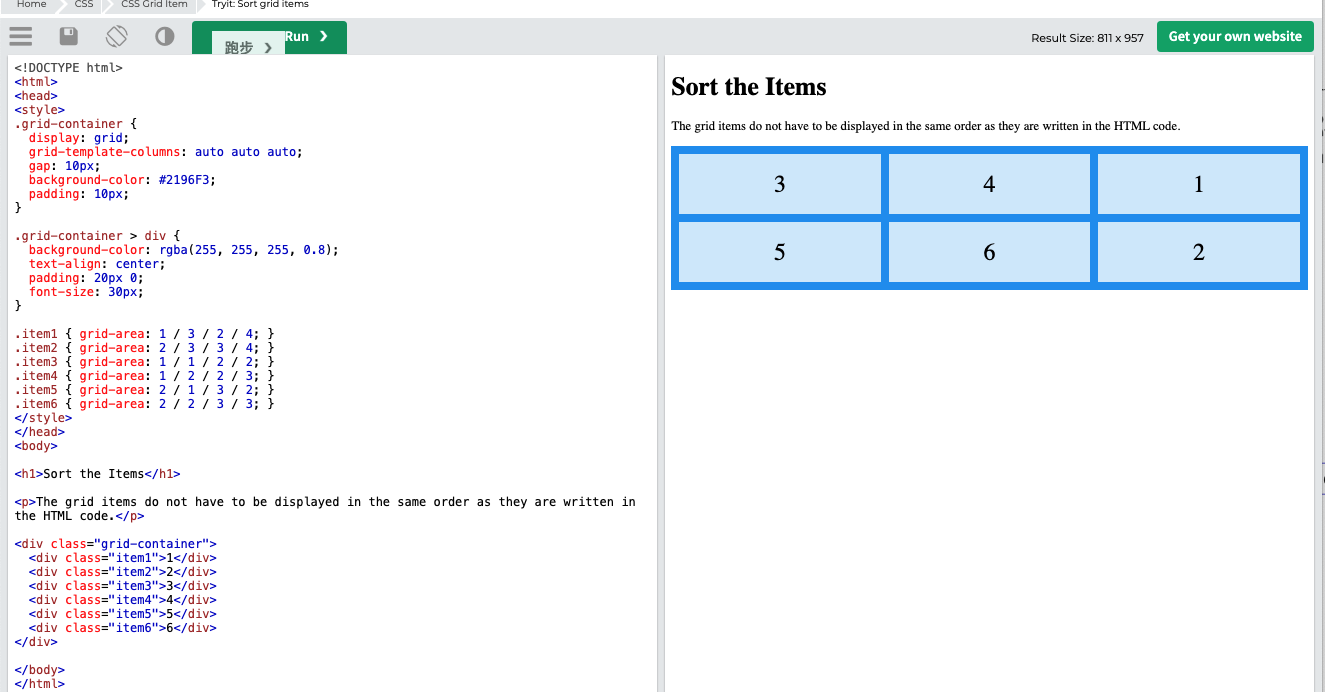 Home CSS CSS Grid Item Tryit: Sort grid items
跑步 ❯ Run ❯ Result Size: 811 x 957 Get your own website
<!DOCTYPE html>
<html>
<head>
<style>
.grid-container {
  display: grid;
  grid-template-columns: auto auto auto;
  gap: 10px;
  background-color: #2196F3;
  padding: 10px;
}

.grid-container > div {
  background-color: rgba(255, 255, 255, 0.8);
  text-align: center;
  padding: 20px 0;
  font-size: 30px;
}

.item1 { grid-area: 1 / 3 / 2 / 4; }
.item2 { grid-area: 2 / 3 / 3 / 4; }
.item3 { grid-area: 1 / 1 / 2 / 2; }
.item4 { grid-area: 1 / 2 / 2 / 3; }
.item5 { grid-area: 2 / 1 / 3 / 2; }
.item6 { grid-area: 2 / 2 / 3 / 3; }
</style>
</head>
<body>

<h1>Sort the Items</h1>

<p>The grid items do not have to be displayed in the same order as they are written in
the HTML code.</p>

<div class="grid-container">
  <div class="item1">1</div>
  <div class="item2">2</div>
  <div class="item3">3</div>
  <div class="item4">4</div>
  <div class="item5">5</div>
  <div class="item6">6</div>
</div>

</body>
</html>
Sort the Items
The grid items do not have to be displayed in the same order as they are written in the HTML code.
3 4 1
5 6 2